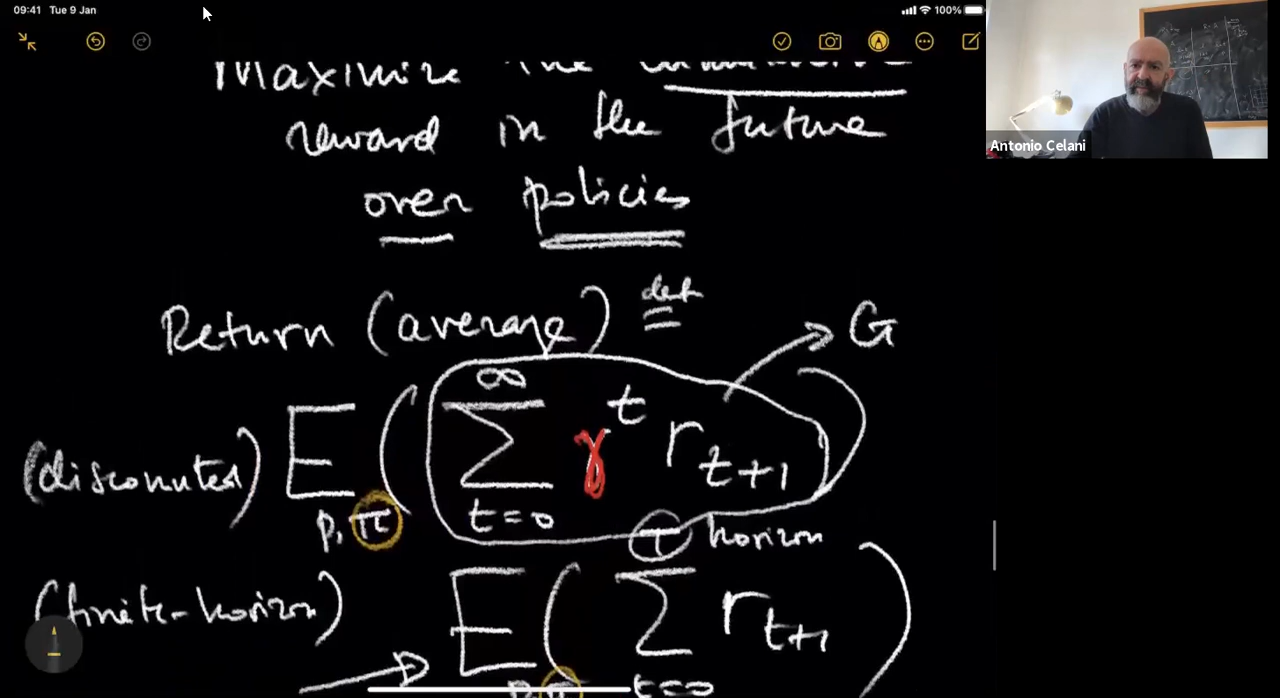 09:41 Tue 9 Jan 100%
Maximize the cumulative
reward in the future
over policies
Return (average) def =
G
(discounted) E p,π ( ∑ t=0 ∞ γ^t r t+1 )
T horizon
(finite-horizon) E p,π ( ∑ t=0 r t+1 )
Antonio Celani